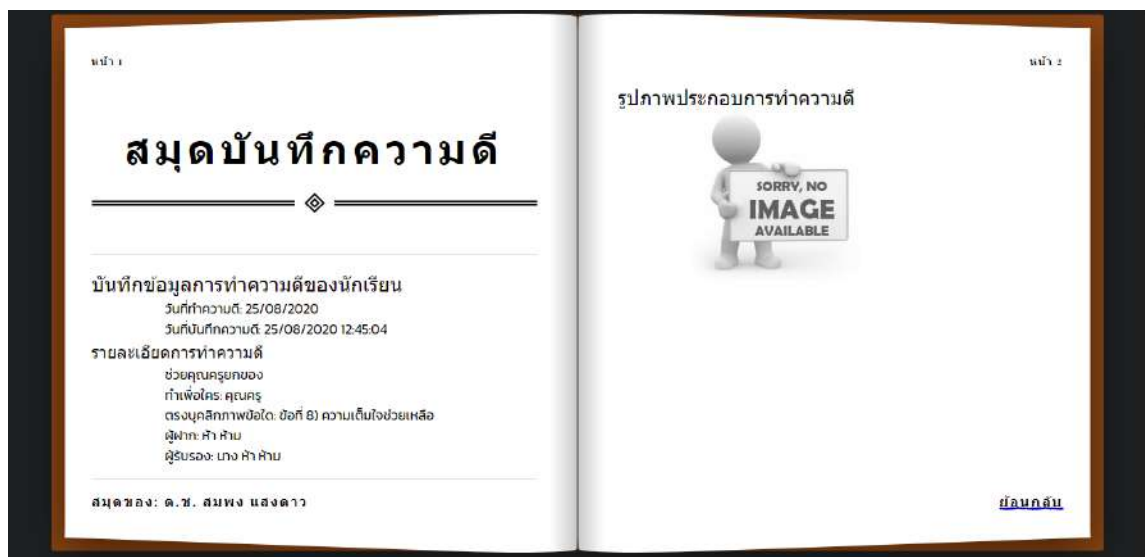 หน้า 1
สมุดบันทึกความดี
บันทึกข้อมูลการทำความดีของนักเรียน
วันที่ทำความดี: 25/08/2020
วันที่บันทึกความดี: 25/08/2020 12:45:04
รายละเอียดการทำความดี
ช่วยคุณครูยกของ
ทำเพื่อใคร: คุณครู
ตรงบุคลิกภาพข้อใด: ข้อที่ 8) ความเต็มใจช่วยเหลือ
ผู้ฝาก: ห้า ห้าม
ผู้รับรอง: นาง ห้า ห้าม
สมุดของ: ด.ช. สมพง แสงดาว
หน้า 2
รูปภาพประกอบการทำความดี
SORRY, NO
IMAGE
AVAILABLE
ย้อนกลับ